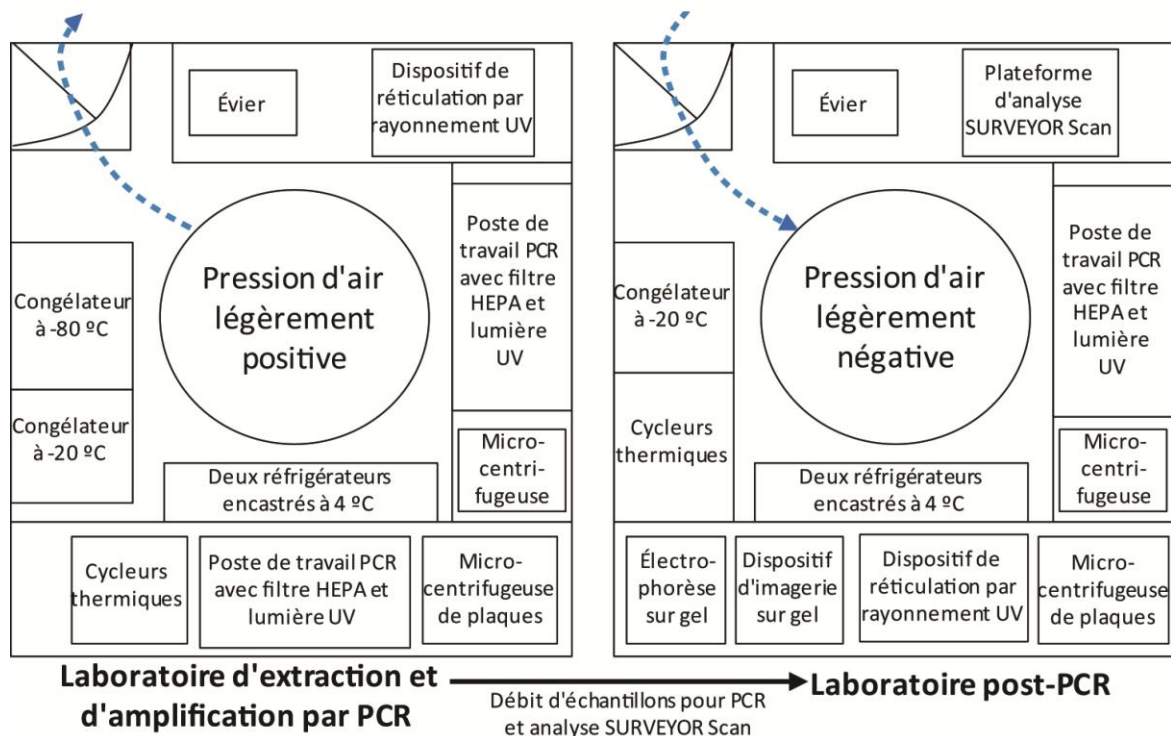 Évier
Dispositif de
réticulation par
rayonnement UV
Congélateur
à -80 ºC
Congélateur
à -20 ºC
Pression d'air
légèrement
positive
Poste de
travail PCR
avec filtre
HEPA et
lumière
UV
Micro-
centri-
fugeuse
Deux réfrigérateurs
encastrés à 4 ºC
Cycleurs
thermiques
Poste de travail PCR
avec filtre HEPA et
lumière UV
Micro-
centrifugeuse
de plaques
Laboratoire d'extraction et
d'amplification par PCR
Débit d'échantillons pour PCR
et analyse SURVEYOR Scan
Évier
Plateforme
d'analyse
SURVEYOR Scan
Congélateur
à -20 ºC
Cycleurs
thermiques
Pression d'air
légèrement
négative
Poste de
travail PCR
avec filtre
HEPA et
lumière
UV
Micro-
centri-
fugeuse
Deux réfrigérateurs
encastrés à 4 ºC
Électro-
phorèse
sur gel
Dispositif
d'imagerie
sur gel
Dispositif de
réticulation par
rayonnement UV
Micro-
centrifugeuse
de plaques
Laboratoire post-PCR